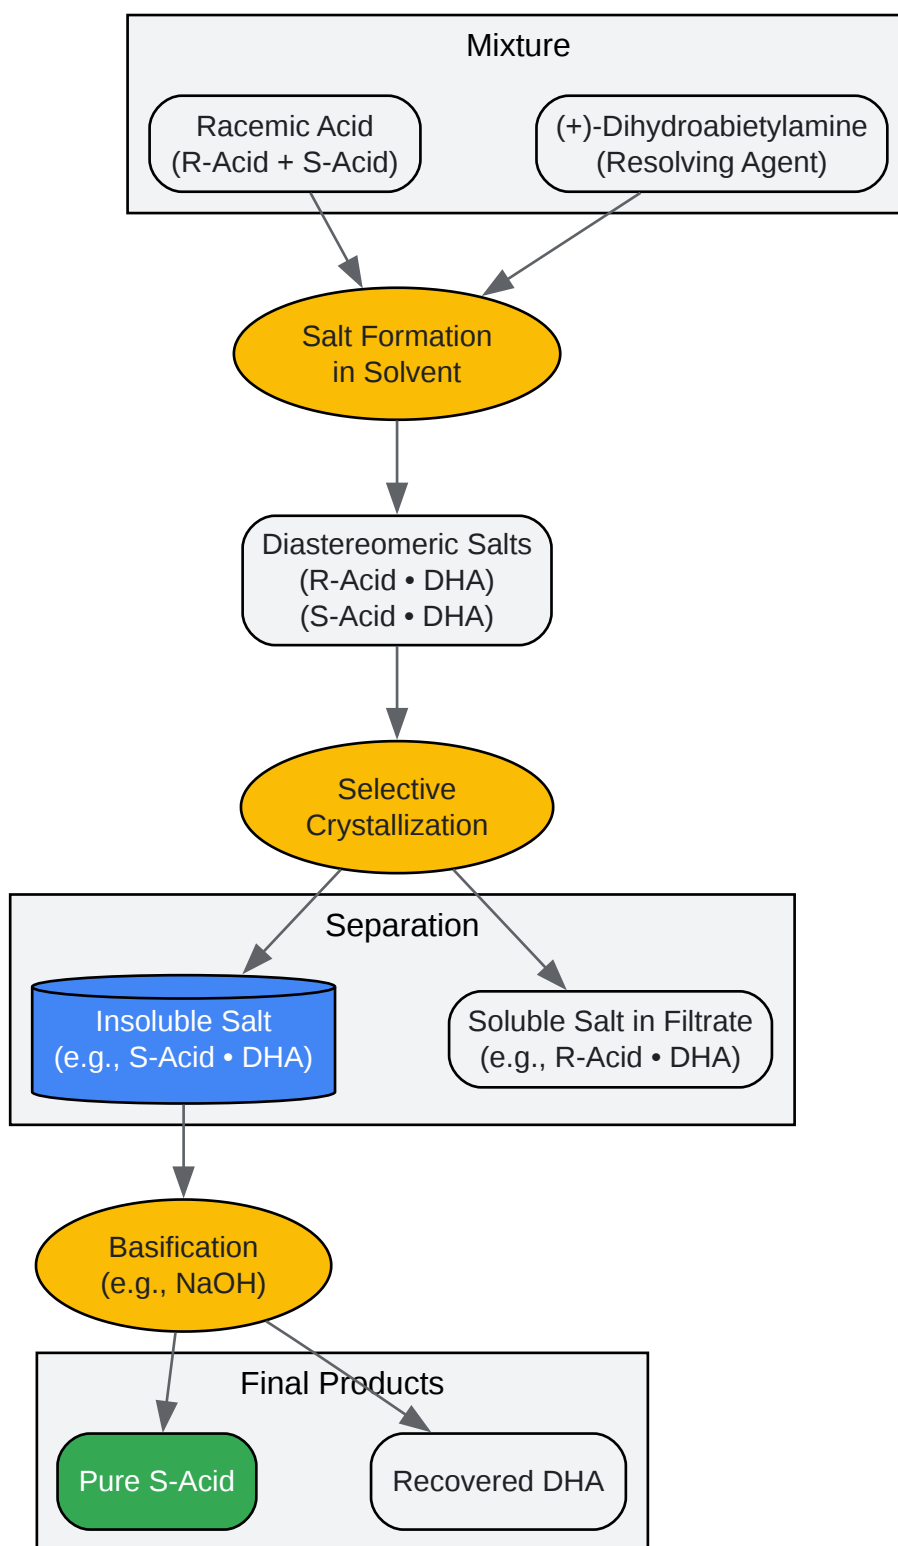 Mixture
Racemic Acid
(R-Acid + S-Acid)
(+)-Dihydroabietylamine
(Resolving Agent)
Salt Formation
in Solvent
Diastereomeric Salts
(R-Acid • DHA)
(S-Acid • DHA)
Selective
Crystallization
Separation
Insoluble Salt
(e.g., S-Acid • DHA)
Soluble Salt in Filtrate
(e.g., R-Acid • DHA)
Basification
(e.g., NaOH)
Final Products
Pure S-Acid
Recovered DHA